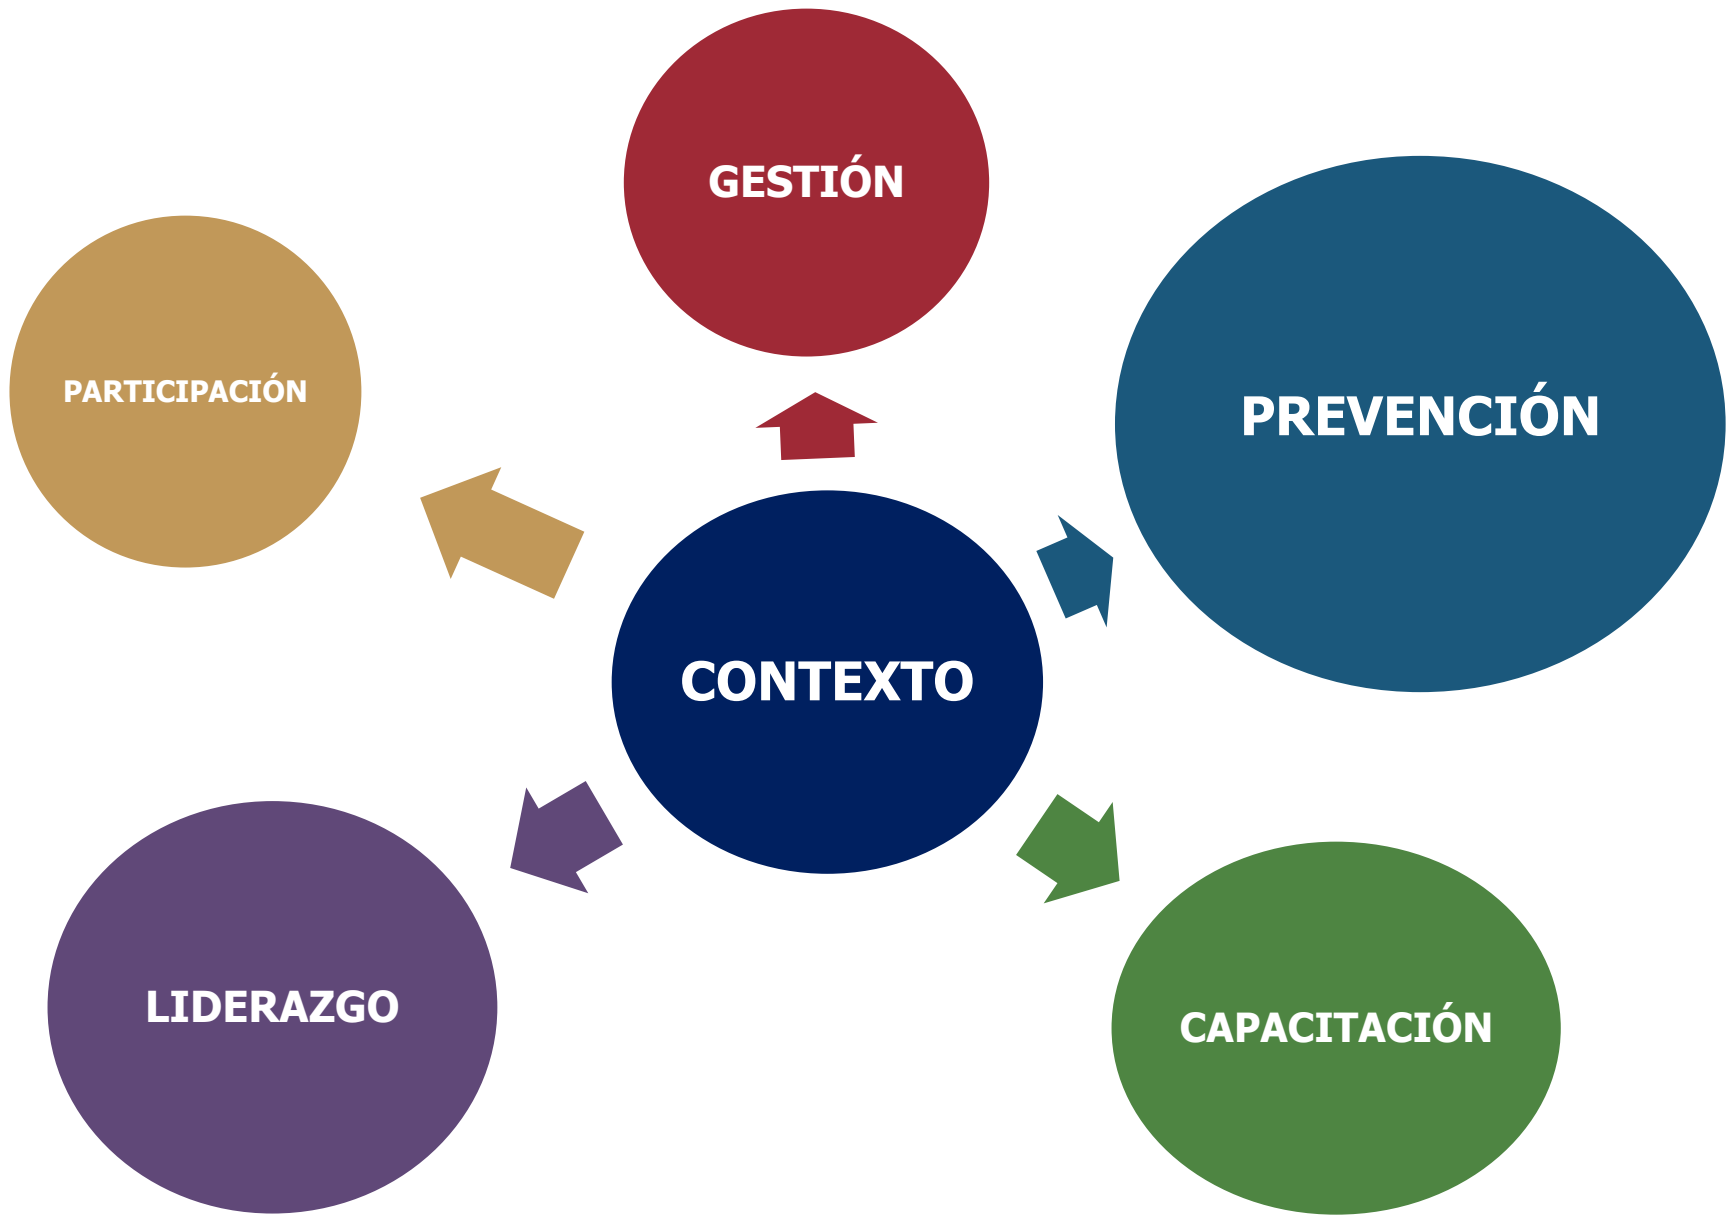 GESTIÓN
PARTICIPACIÓN
PREVENCIÓN
CONTEXTO
LIDERAZGO
CAPACITACIÓN